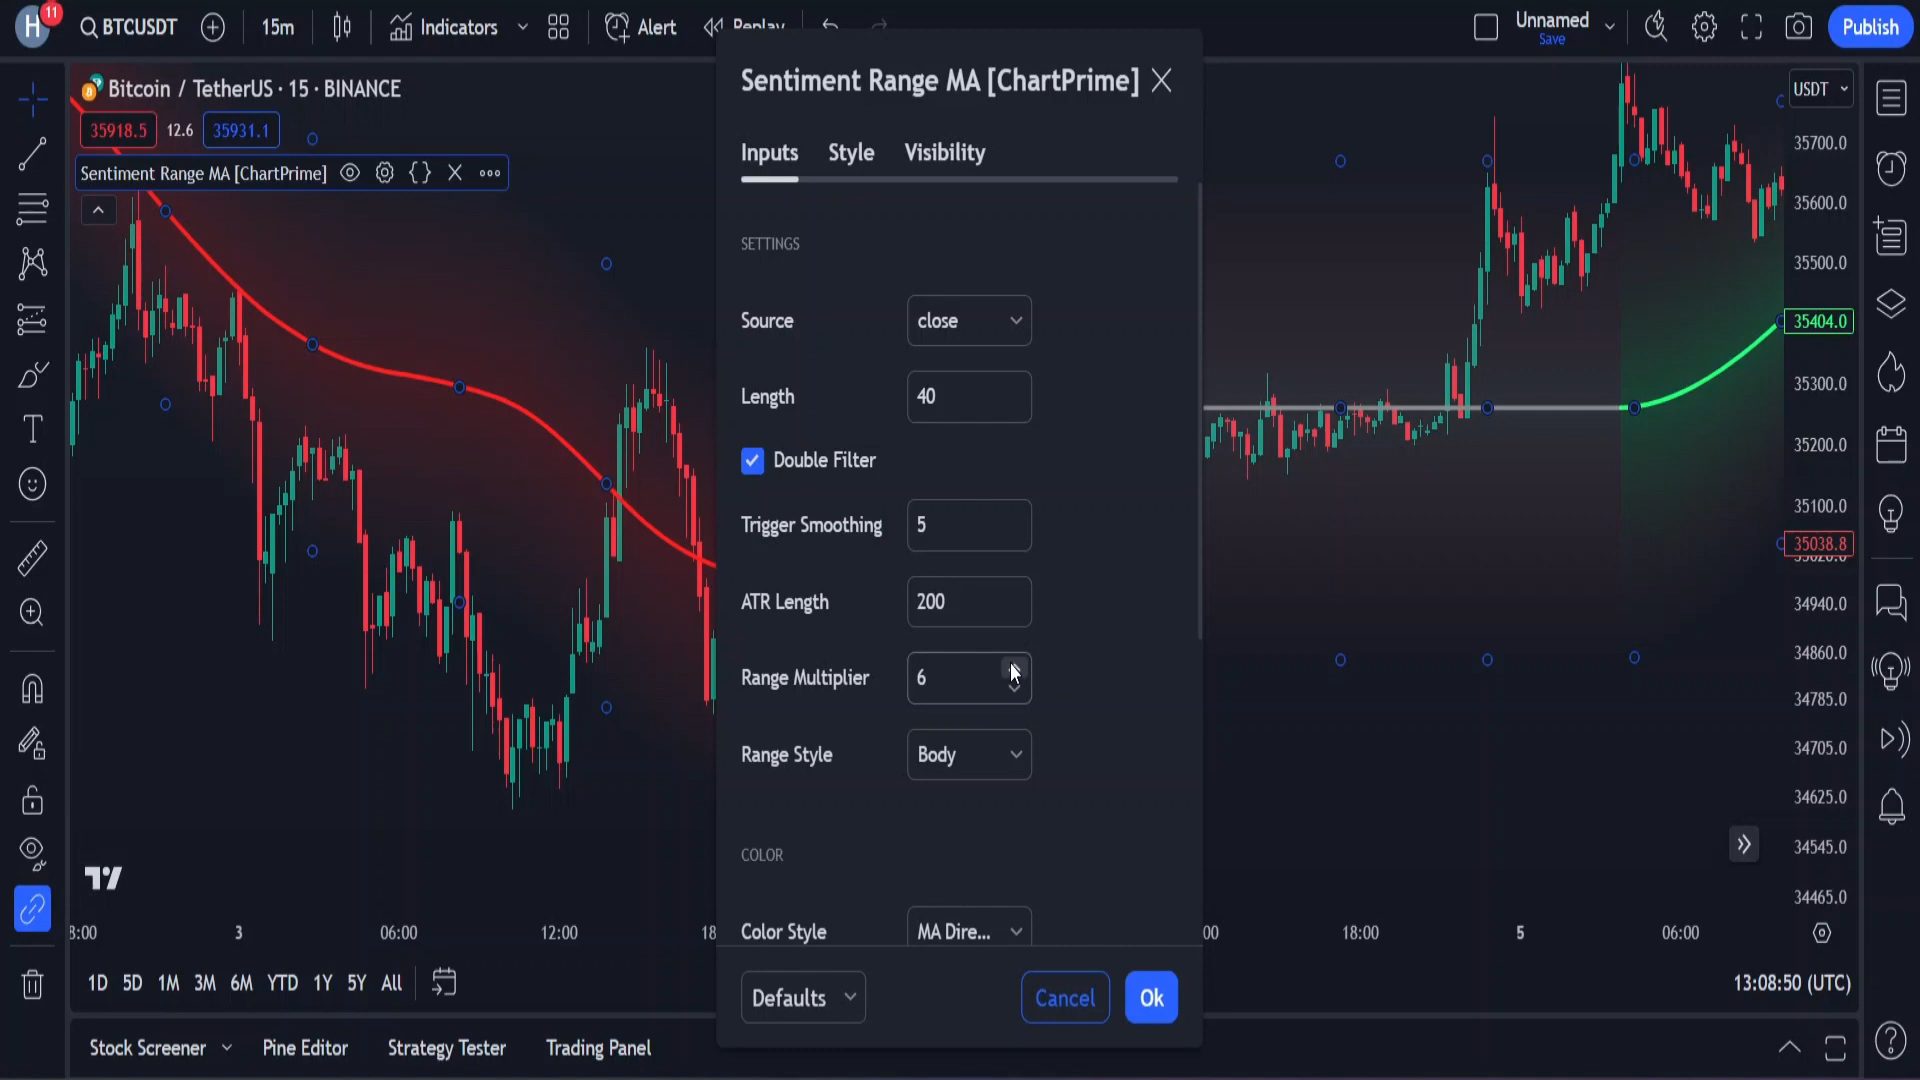 H
11
BTCUSDT
15m
Indicators
Alert
Replay
Unnamed
Save
Publish
Bitcoin / TetherUS · 15 · BINANCE
35918.5
12.6
35931.1
Sentiment Range MA [ChartPrime]
Sentiment Range MA [ChartPrime]
Inputs
Style
Visibility
SETTINGS
Source
close
Length
40
Double Filter
Trigger Smoothing
5
ATR Length
200
Range Multiplier
6
Range Style
Body
COLOR
Color Style
MA Dire...
Defaults
Cancel
Ok
USDT
35700.0
35600.0
35500.0
35404.0
35300.0
35200.0
35100.0
35038.8
34940.0
34860.0
34785.0
34705.0
34625.0
34545.0
34465.0
8:00
3
06:00
12:00
18
00
18:00
5
06:00
1D
5D
1M
3M
6M
YTD
1Y
5Y
All
13:08:50 (UTC)
Stock Screener
Pine Editor
Strategy Tester
Trading Panel